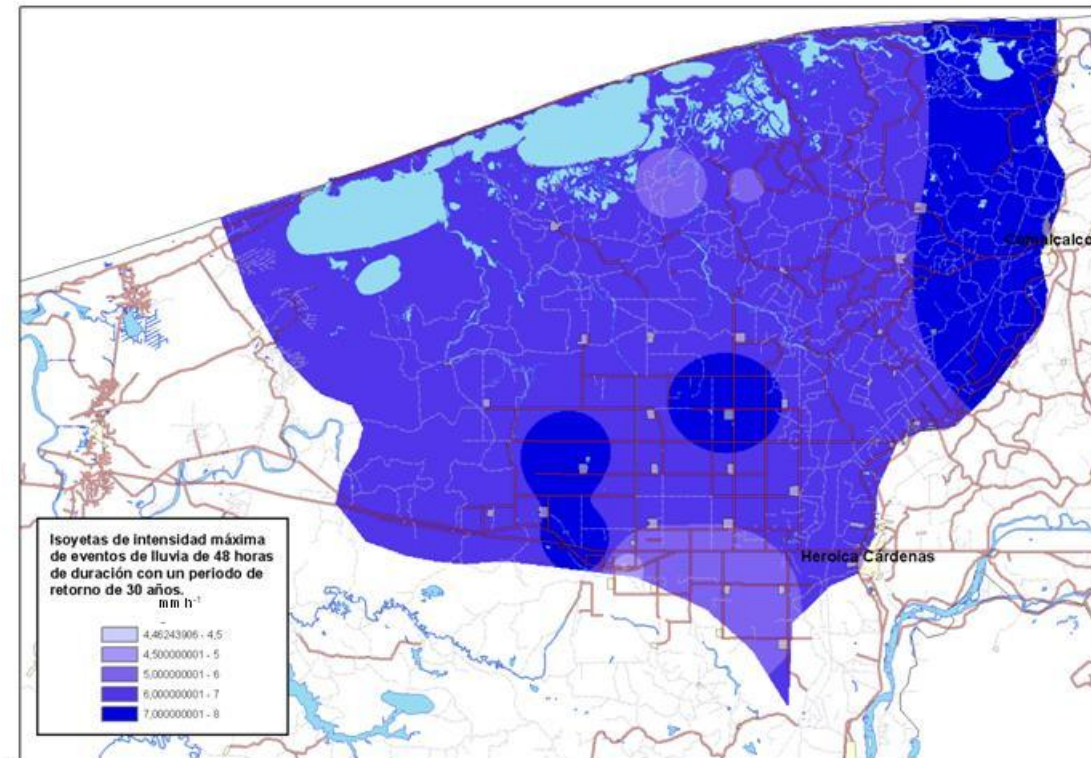 Comalcalco
Heroica Cárdenas
Isoyetas de intensidad máxima
de eventos de lluvia de 48 horas
de duración con un periodo de
retorno de 30 años.
mm h⁻¹
4,46243906 - 4,5
4,500000001 - 5
5,000000001 - 6
6,000000001 - 7
7,000000001 - 8